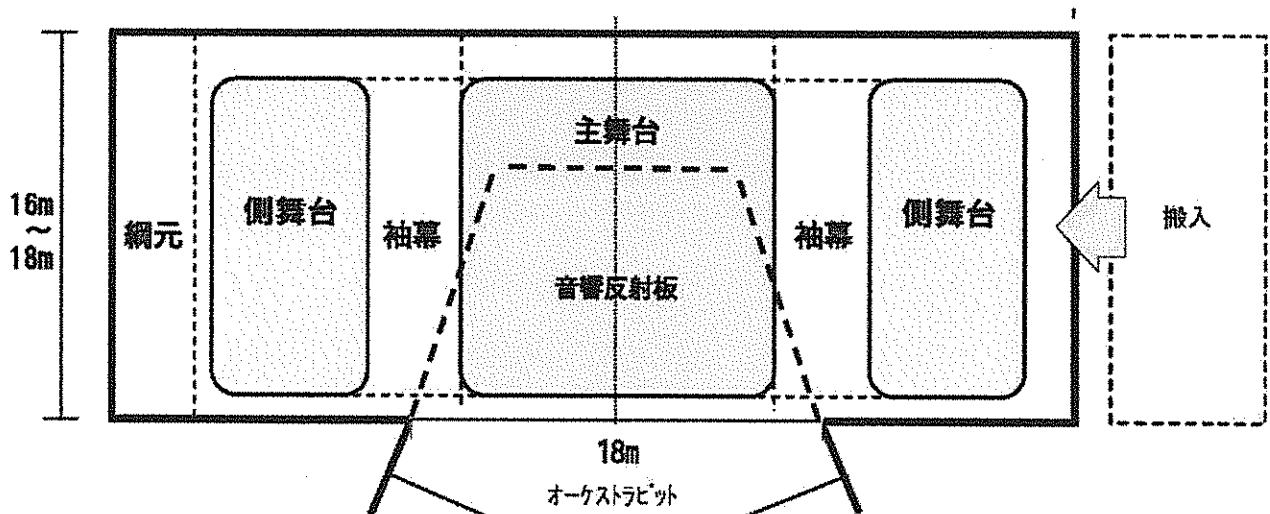 主舞台
16m
～
18m
綱元
側舞台
袖幕
音響反射板
袖幕
側舞台
搬入
18m
オーケストラピット